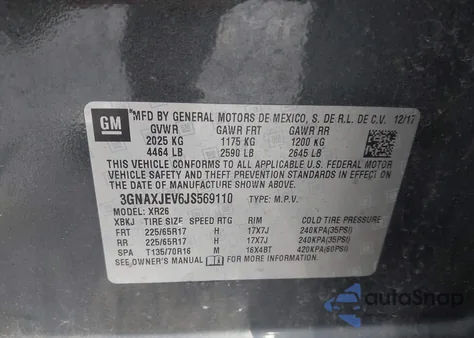 GM
MFD BY GENERAL MOTORS DE MEXICO, S. DE R.L. DE C.V. 12/17
GVWR GAWR FRT GAWR RR
2025 KG 1175 KG 1200 KG
4464 LB 2590 LB 2645 LB
THIS VEHICLE CONFORMS TO ALL APPLICABLE U.S. FEDERAL MOTOR
VEHICLE SAFETY AND THEFT PREVENTION STANDARDS IN EFFECT ON
THE DATE OF MANUFACTURE SHOWN ABOVE.
3GNAXJEV6JS569110 TYPE: M.P.V.
MODEL: XR26
XBKJ TIRE SIZE SPEED RTG RIM COLD TIRE PRESSURE
FRT 225/65R17 H 17X7J 240KPA(35PSI)
RR 225/65R17 H 17X7J 240KPA(35PSI)
SPA T135/70R16 M 16X4BT 420KPA(60PSI)
SEE OWNER'S MANUAL FOR ADDITIONAL INFORMATION.
autoSnap